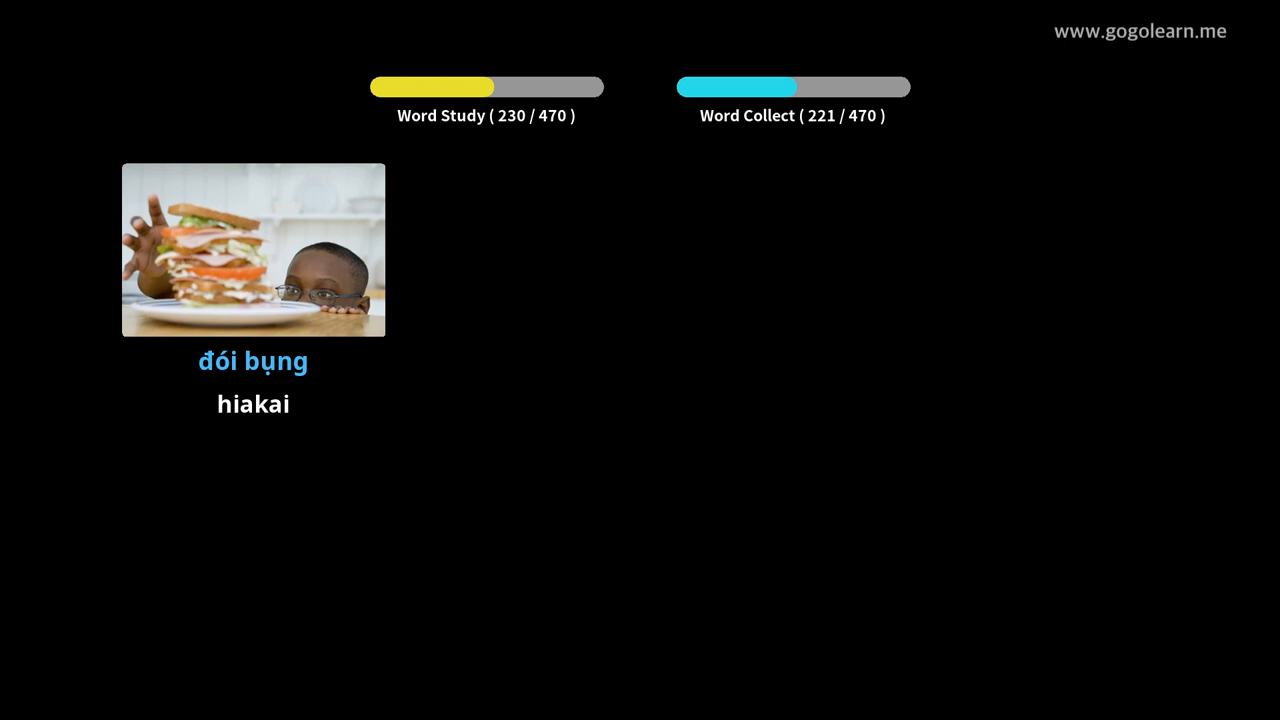 www.gogolearn.me
Word Study ( 230 / 470 )
Word Collect ( 221 / 470 )
đói bụng
hiakai